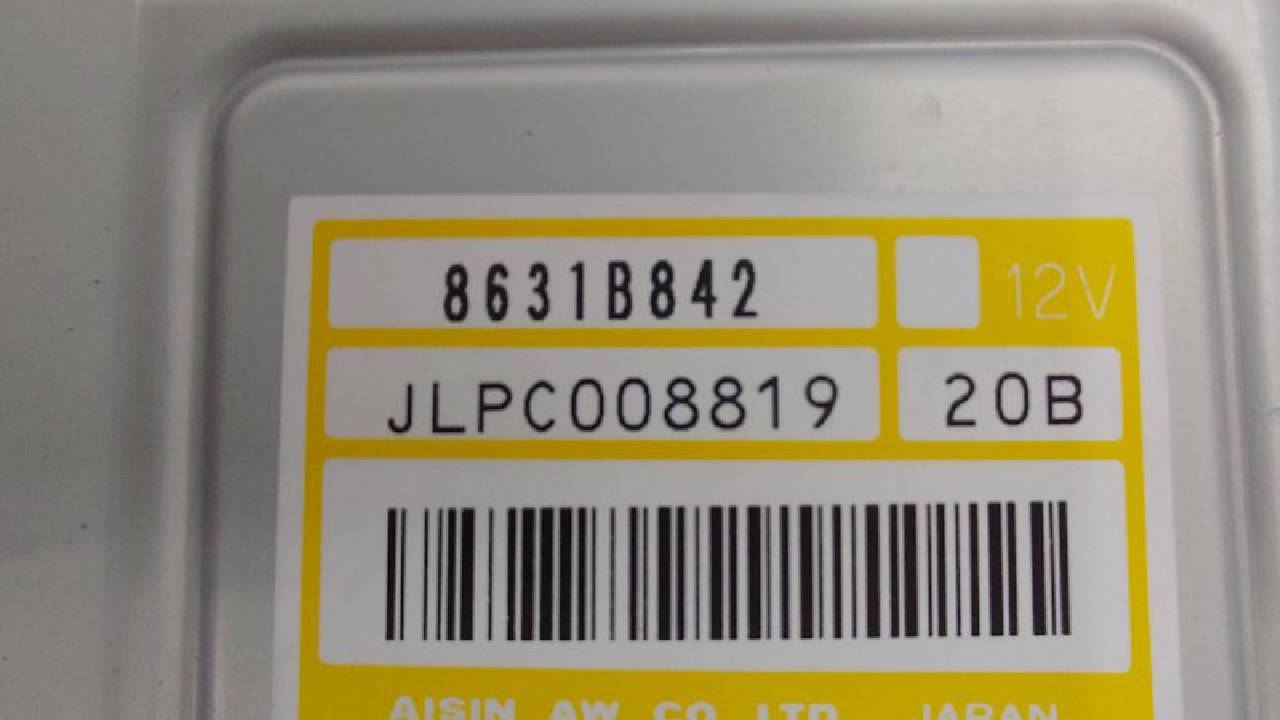 8631B842 12V
JLPC008819 20B
AISIN AW CO LTD JAPAN